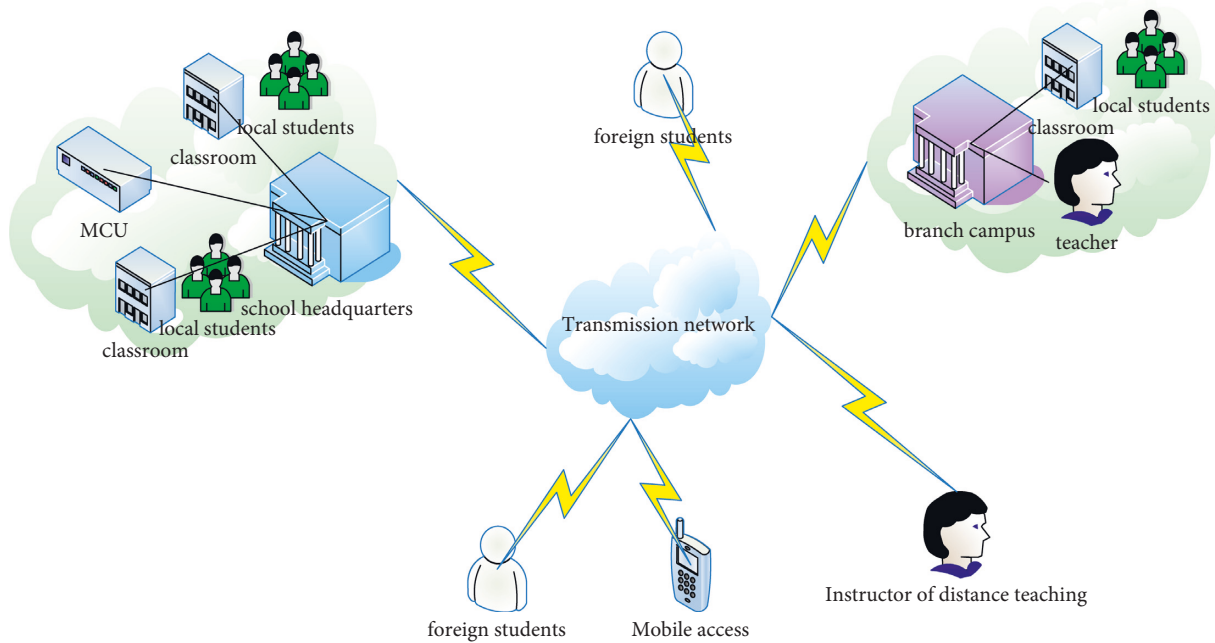 local students
classroom
MCU
school headquarters
local students
classroom
foreign students
local students
classroom
branch campus
teacher
Transmission network
Instructor of distance teaching
foreign students
Mobile access